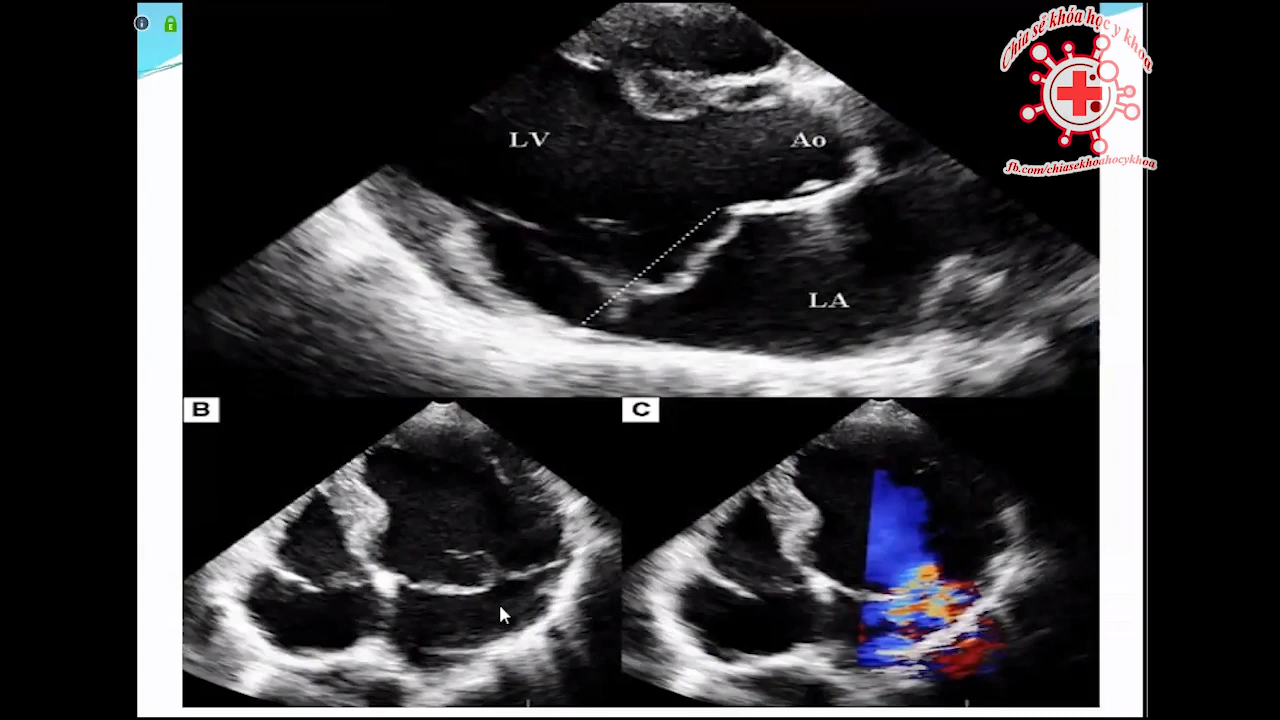 Chia sẻ khóa học y khoa
LV
Ao
fb.com/chiasekhoahocykhoa
LA
B
C